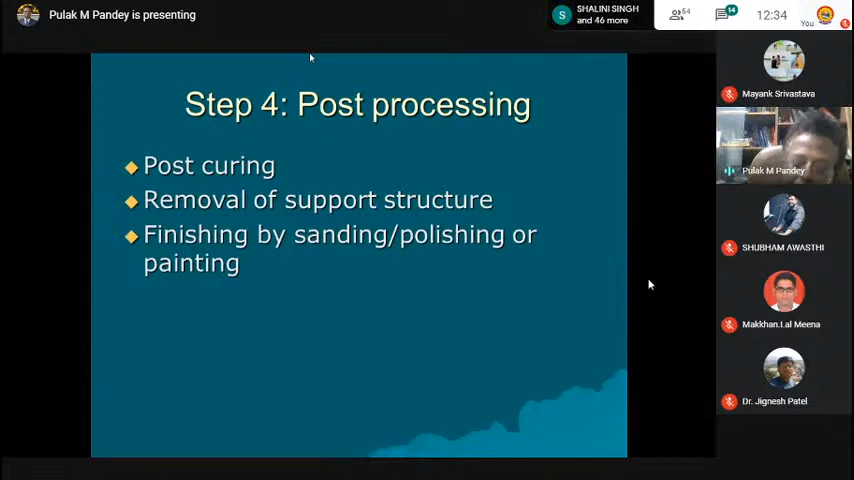 Pulak M Pandey is presenting
S
SHALINI SINGH
and 46 more
54
14
12:34
You
Step 4: Post processing
Post curing
Removal of support structure
Finishing by sanding/polishing or
painting
Mayank Srivastava
Pulak M Pandey
SHUBHAM AWASTHI
Makkhan.Lal Meena
Dr. Jignesh Patel